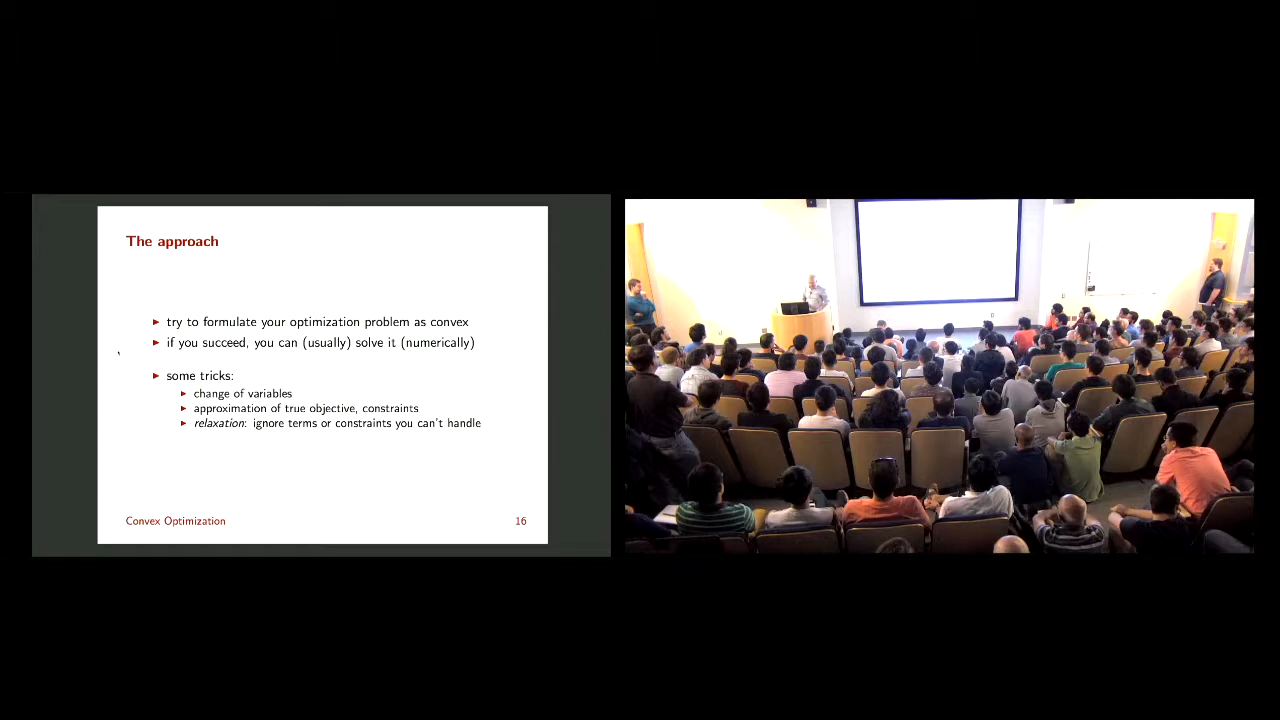 The approach
▶ try to formulate your optimization problem as convex
▶ if you succeed, you can (usually) solve it (numerically)
▶ some tricks:
▶ change of variables
▶ approximation of true objective, constraints
▶ relaxation: ignore terms or constraints you can't handle
Convex Optimization 16